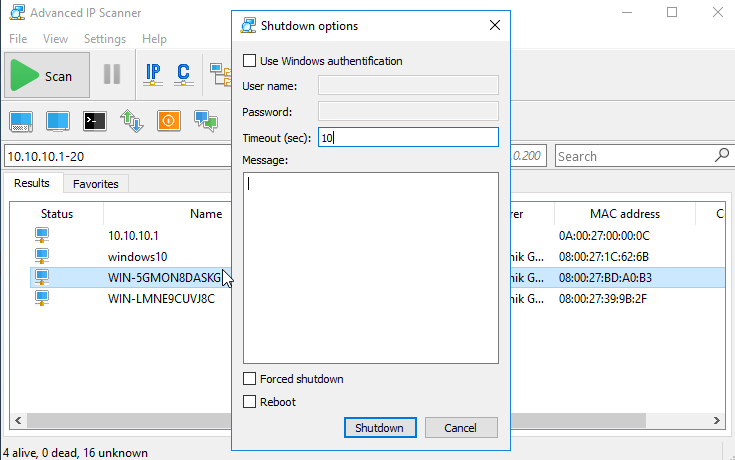 Advanced IP Scanner
File View Settings Help
Scan IP C
10.10.10.1-20
0.200
Search
Results Favorites
Status Name rer MAC address
10.10.10.1 0A:00:27:00:00:0C
windows10 nik G... 08:00:27:1C:62:6B
WIN-5GMON8DASKG nik G... 08:00:27:BD:A0:B3
WIN-LMNE9CUVJ8C nik G... 08:00:27:39:9B:2F
4 alive, 0 dead, 16 unknown
Shutdown options
Use Windows authentification
User name:
Password:
Timeout (sec): 10
Message:
Forced shutdown
Reboot
Shutdown Cancel